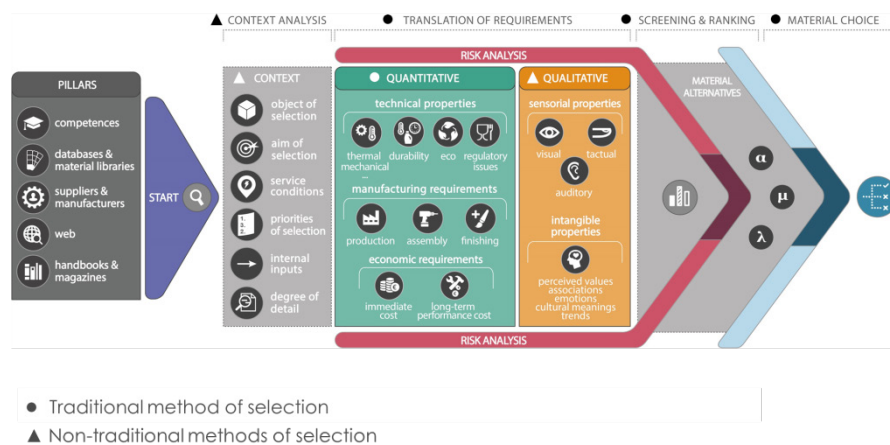 ▲ CONTEXT ANALYSIS
● TRANSLATION OF REQUIREMENTS
● SCREENING & RANKING
● MATERIAL CHOICE
RISK ANALYSIS
PILLARS
competences
databases &
material libraries
suppliers &
manufacturers
web
handbooks &
magazines
START
▲ CONTEXT
object of
selection
aim of
selection
service
conditions
priorities
of selection
1.
2.
3.
internal
inputs
degree of
detail
● QUANTITATIVE
technical properties
thermal
mechanical
...
durability
eco
regulatory
issues
manufacturing requirements
production
assembly
finishing
economic requirements
immediate
cost
long-term
performance cost
▲ QUALITATIVE
sensorial properties
visual
tactual
auditory
intangible
properties
perceived values
associations
emotions
cultural meanings
trends
MATERIAL
ALTERNATIVES
α
μ
λ
RISK ANALYSIS
● Traditional method of selection
▲ Non-traditional methods of selection